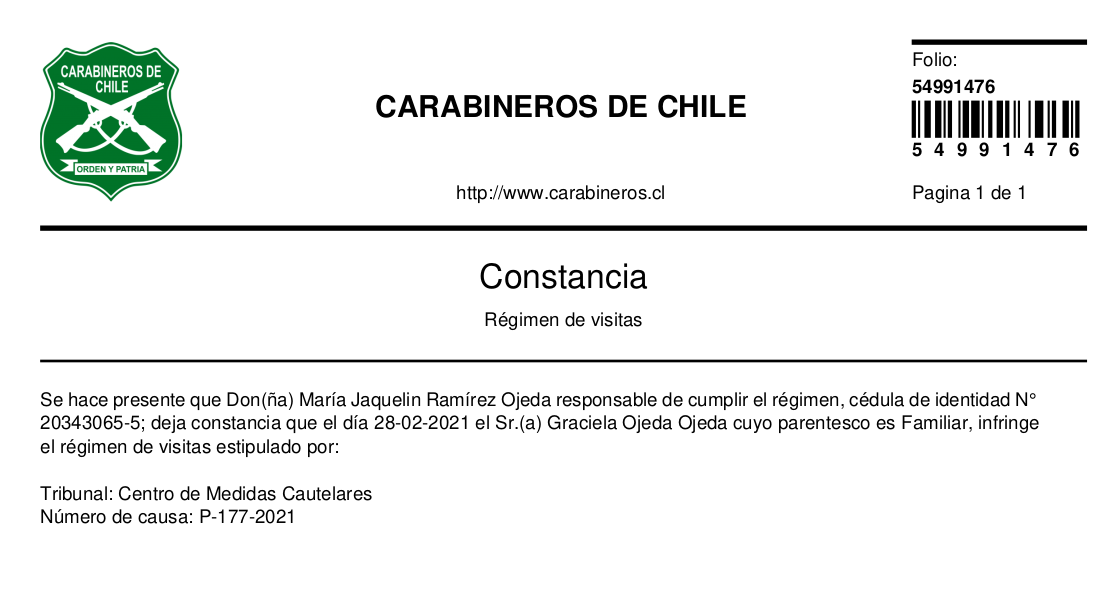 CARABINEROS DE
CHILE
ORDEN Y PATRIA
CARABINEROS DE CHILE
http://www.carabineros.cl
Folio:
54991476
5 4 9 9 1 4 7 6
Pagina 1 de 1
Constancia
Régimen de visitas
Se hace presente que Don(ña) María Jaquelin Ramírez Ojeda responsable de cumplir el régimen, cédula de identidad N°
20343065-5; deja constancia que el día 28-02-2021 el Sr.(a) Graciela Ojeda Ojeda cuyo parentesco es Familiar, infringe
el régimen de visitas estipulado por:
Tribunal: Centro de Medidas Cautelares
Número de causa: P-177-2021